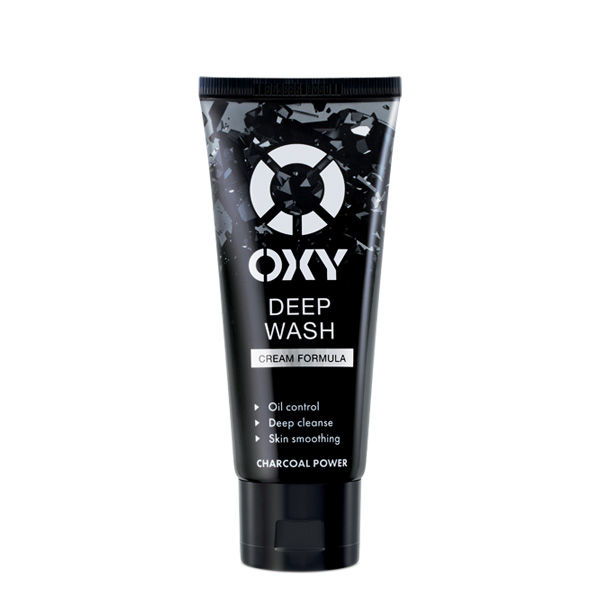 OXY
DEEP
WASH
CREAM FORMULA
Oil control
Deep cleanse
Skin smoothing
CHARCOAL POWER